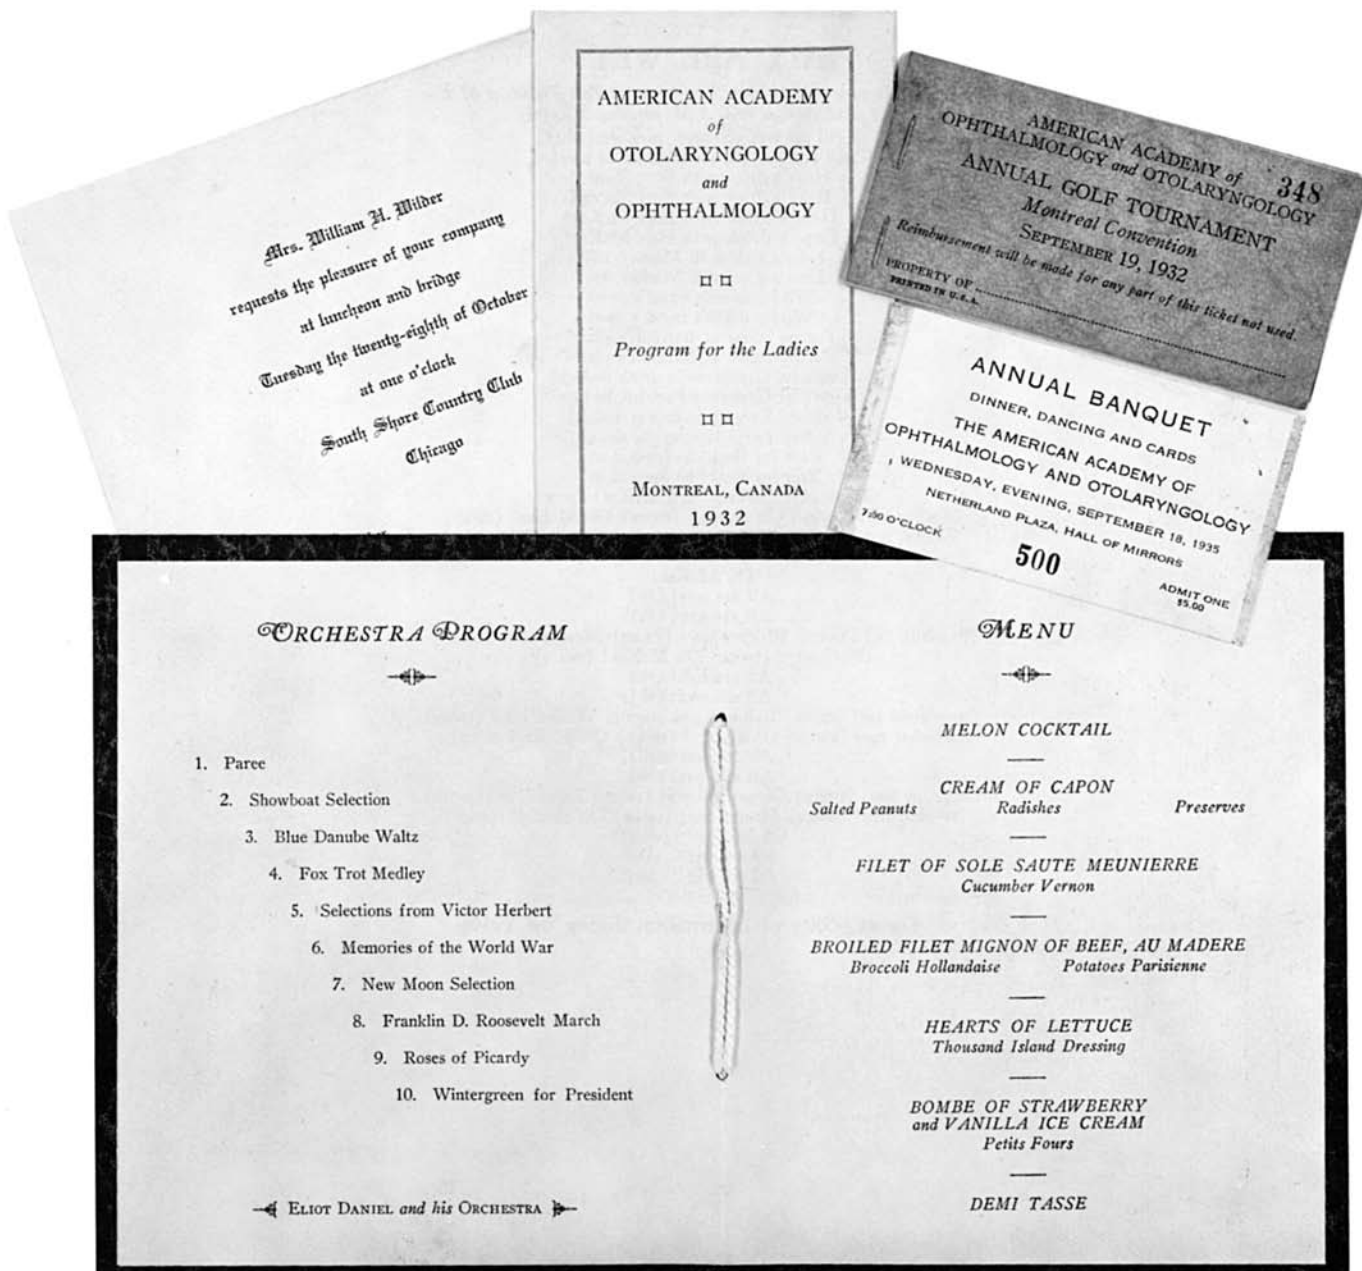 Mrs. William H. Wilder
requests the pleasure of your company
at luncheon and bridge
Tuesday the twenty-eighth of October
at one o'clock
South Shore Country Club
Chicago
AMERICAN ACADEMY
of
OTOLARYNGOLOGY
and
OPHTHALMOLOGY
Program for the Ladies
MONTREAL, CANADA
1932
AMERICAN ACADEMY of
OPHTHALMOLOGY and OTOLARYNGOLOGY
348
ANNUAL GOLF TOURNAMENT
Montreal Convention
SEPTEMBER 19, 1932
Reimbursement will be made for any part of this ticket not used.
PROPERTY OF
PRINTED IN U.S.A.
ANNUAL BANQUET
DINNER, DANCING AND CARDS
THE AMERICAN ACADEMY OF
OPHTHALMOLOGY AND OTOLARYNGOLOGY
WEDNESDAY, EVENING, SEPTEMBER 18, 1935
NETHERLAND PLAZA, HALL OF MIRRORS
O'CLOCK
500
ADMIT ONE
$5.00
ORCHESTRA PROGRAM
1. Paree
2. Showboat Selection
3. Blue Danube Waltz
4. Fox Trot Medley
5. Selections from Victor Herbert
6. Memories of the World War
7. New Moon Selection
8. Franklin D. Roosevelt March
9. Roses of Picardy
10. Wintergreen for President
ELIOT DANIEL and his ORCHESTRA
MENU
MELON COCKTAIL
CREAM OF CAPON
Salted Peanuts Radishes Preserves
FILET OF SOLE SAUTE MEUNIERRE
Cucumber Vernon
BROILED FILET MIGNON OF BEEF, AU MADERE
Broccoli Hollandaise Potatoes Parisienne
HEARTS OF LETTUCE
Thousand Island Dressing
BOMBE OF STRAWBERRY
and VANILLA ICE CREAM
Petits Fours
DEMI TASSE